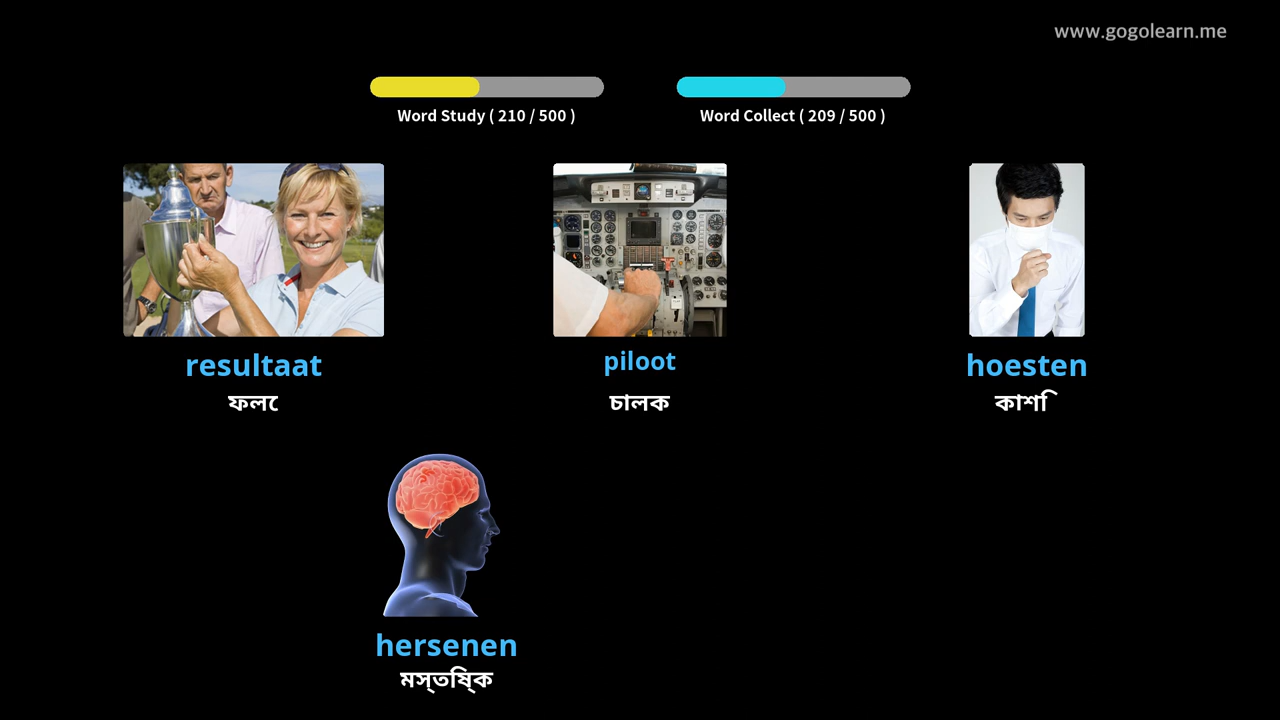 www.gogolearn.me
Word Study ( 210 / 500 )
Word Collect ( 209 / 500 )
resultaat
piloot
hoesten
ফলে
চালক
কাশি
hersenen
মস্তিষ্ক